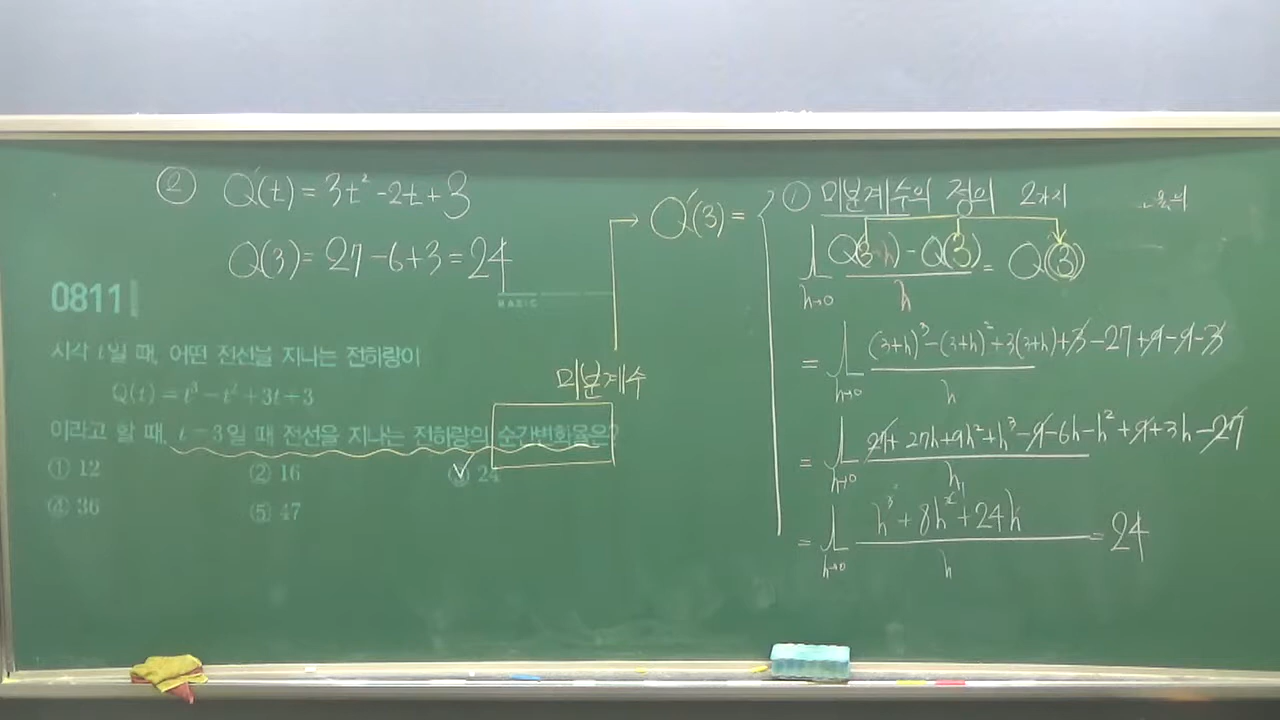 ② Q'(t) = 3t² - 2t + 3
Q(3) = 27 - 6 + 3 = 24
0811
BASIC
시각 t일 때, 어떤 전선을 지나는 전하량이
Q(t) = t³ - t² + 3t + 3
이라고 할 때, t = 3일 때 전선을 지나는 전하량의 순간변화율은?
① 12 ② 16 ③ 24
④ 36 ⑤ 47
미분계수
→ Q'(3) =
① 미분계수의 정의 2가지
lim h→0 Q(3+h) - Q(3) / h = Q'(3)
= lim h→0 (3+h)³ - (3+h)² + 3(3+h) + 3 - 27 + 9 - 9 - 3 / h
= lim h→0 27 + 27h + 9h² + h³ - 9 - 6h - h² + 9 + 3h - 27 / h
= lim h→0 h³ + 8h² + 24h / h = 24